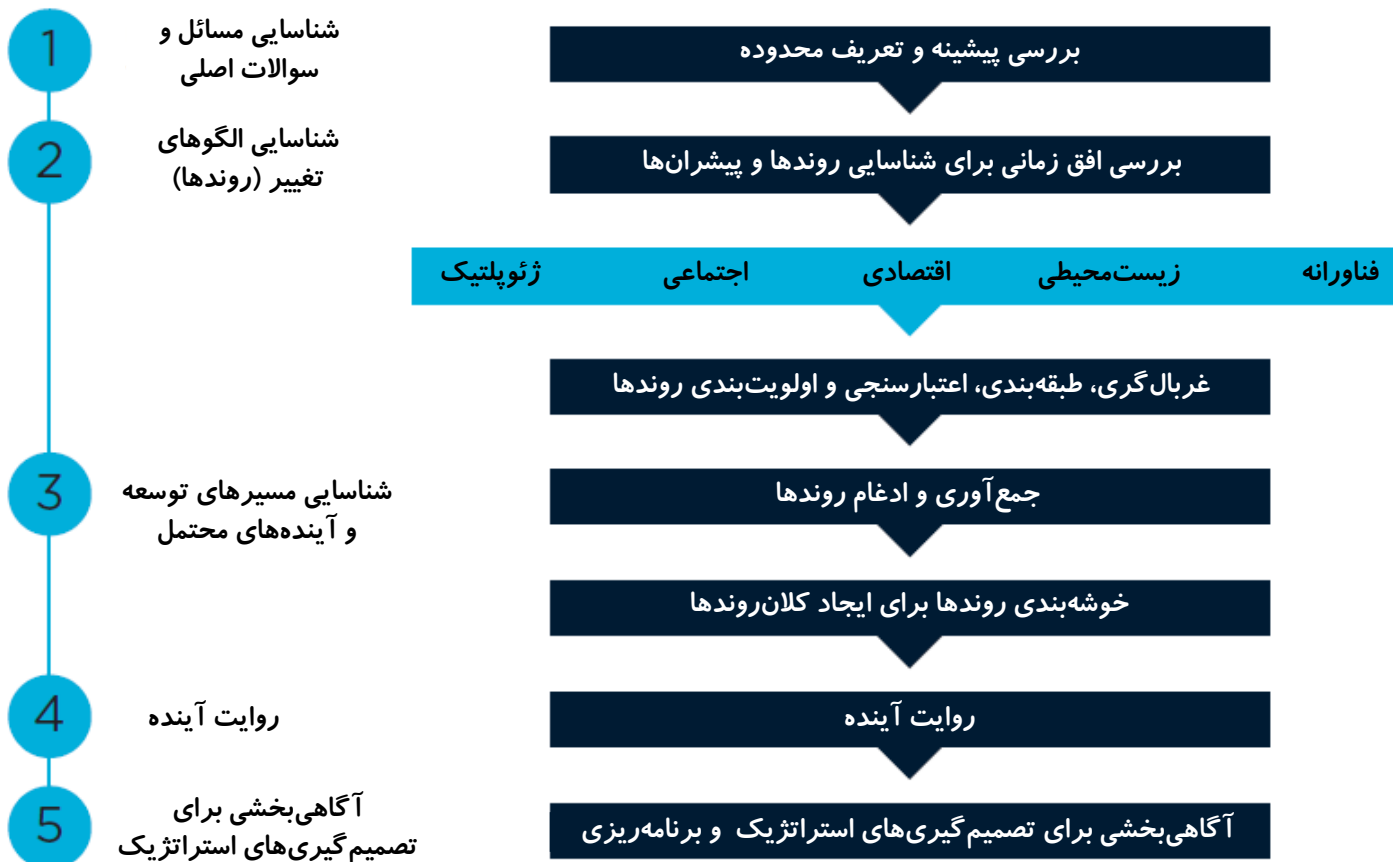 1
شناسایی مسائل و
سوالات اصلی
بررسی پیشینه و تعریف محدوده
2
شناسایی الگوهای
تغییر (روندها)
بررسی افق زمانی برای شناسایی روندها و پیشران‌ها
فناورانه زیست‌محیطی اقتصادی اجتماعی ژئوپلتیک
غربال‌گری، طبقه‌بندی، اعتبارسنجی و اولویت‌بندی روندها
3
شناسایی مسیرهای توسعه
و آینده‌های محتمل
جمع‌آوری و ادغام روندها
خوشه‌بندی روندها برای ایجاد کلان‌روندها
4
روایت آینده
روایت آینده
5
آگاهی‌بخشی برای
تصمیم‌گیری‌های استراتژیک
آگاهی‌بخشی برای تصمیم‌گیری‌های استراتژیک و برنامه‌ریزی